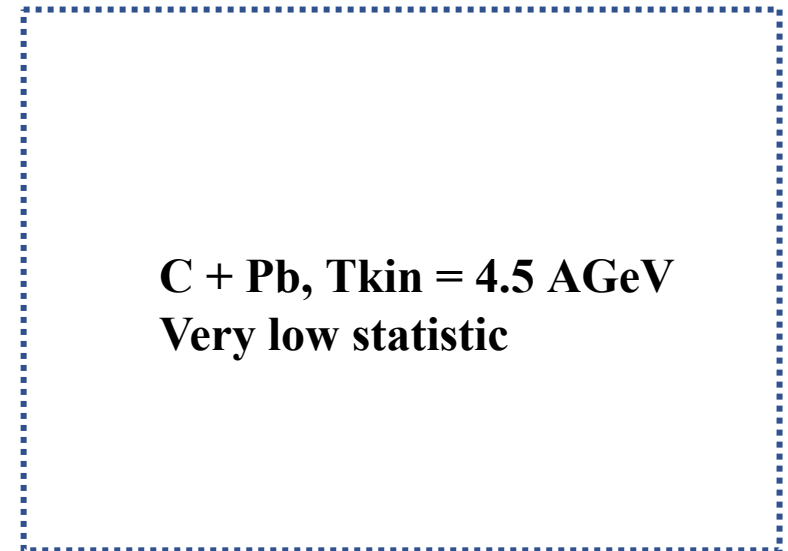 C + Pb, Tkin = 4.5 AGeV
Very low statistic